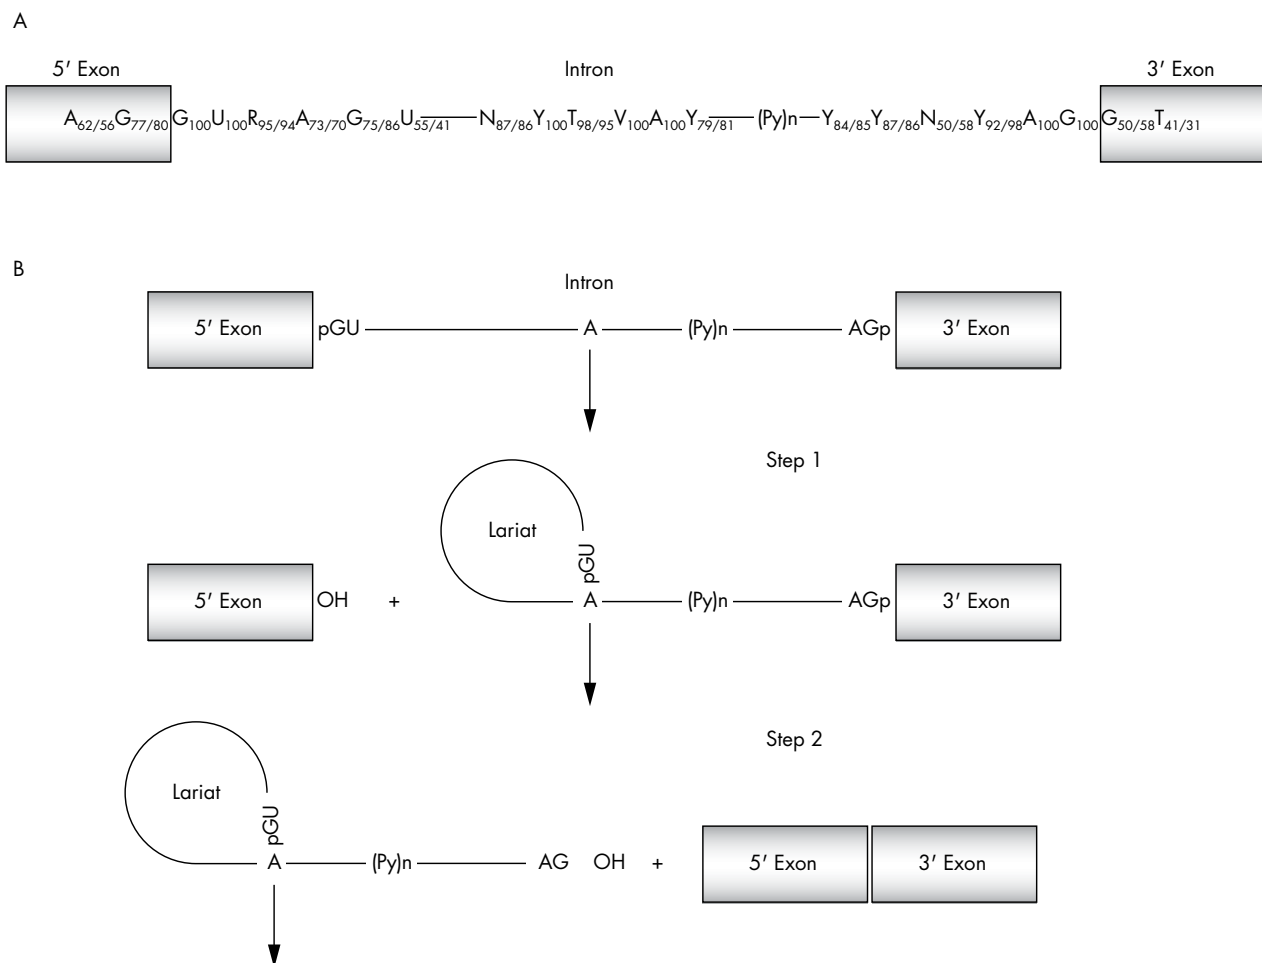 A
5' Exon Intron 3' Exon
A62/56G77/80G100U100R95/94A73/70G75/86U55/41 N87/86Y100T98/95V100A100Y79/81 (Py)n Y84/85Y87/86N50/58Y92/98A100G100G50/58T41/31
B
Intron
5' Exon pGU A (Py)n AGp 3' Exon
Step 1
Lariat
pGU
5' Exon OH + A (Py)n AGp 3' Exon
Step 2
Lariat
pGU
A (Py)n AG OH + 5' Exon 3' Exon